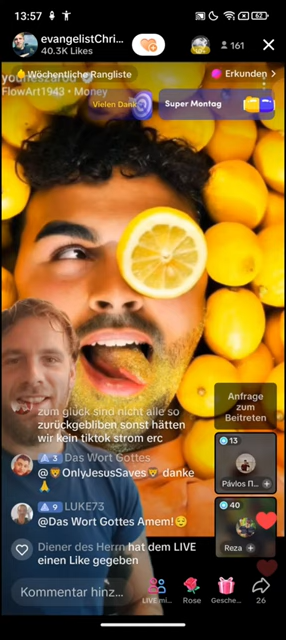 13:57
62
evangelistChri...
40.3K Likes
161
Wöchentliche Rangliste
Erkunden >
FlowArt1943 • Money
Vielen Dank
Super Montag
Anfrage
zum
Beitreten
zum glück sind nicht alle so
zurückgeblieben sonst hätten
wir kein tiktok strom erc
13
Pávlos Π...
3 Das Wort Gottes
@🦁OnlyJesusSaves🦁 danke
🙏
40
Reza
9 LUKE73
@Das Wort Gottes Amem!😌
Diener des Herrn hat dem LIVE
einen Like gegeben
Kommentar hinz...
LIVE mi...
Rose
Gesche...
26